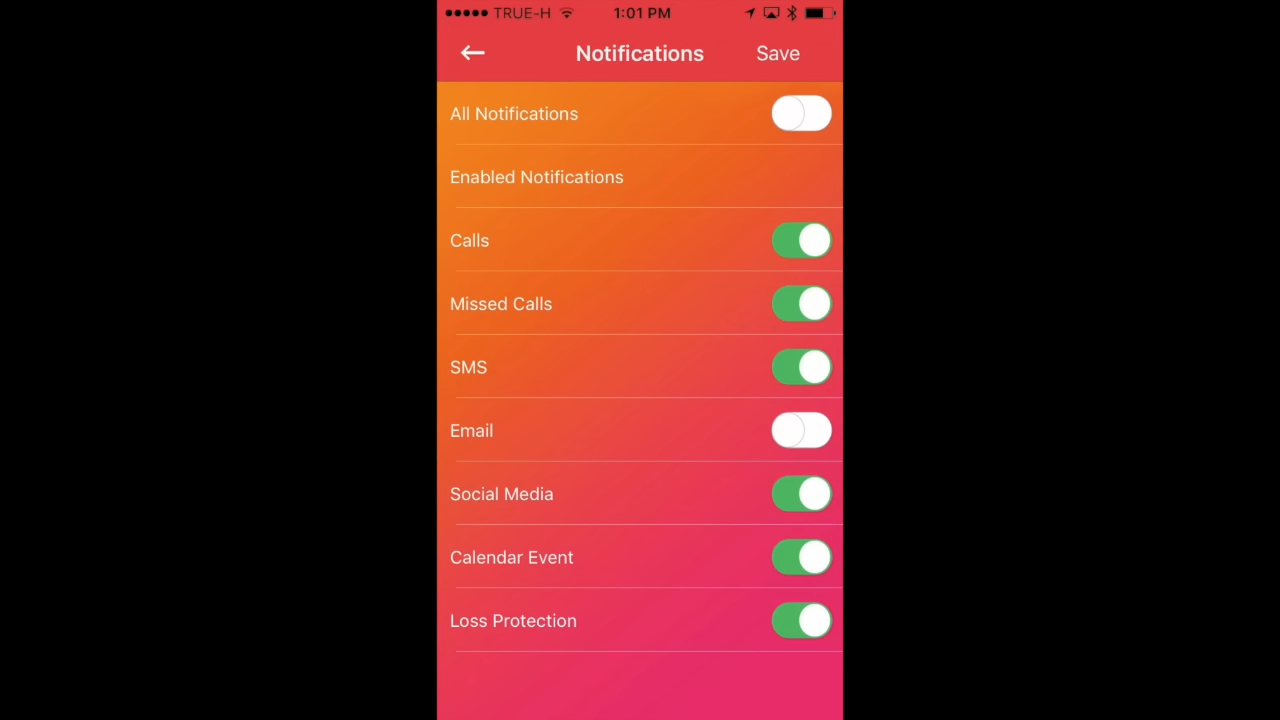 TRUE-H 1:01 PM
Notifications Save
All Notifications
Enabled Notifications
Calls
Missed Calls
SMS
Email
Social Media
Calendar Event
Loss Protection